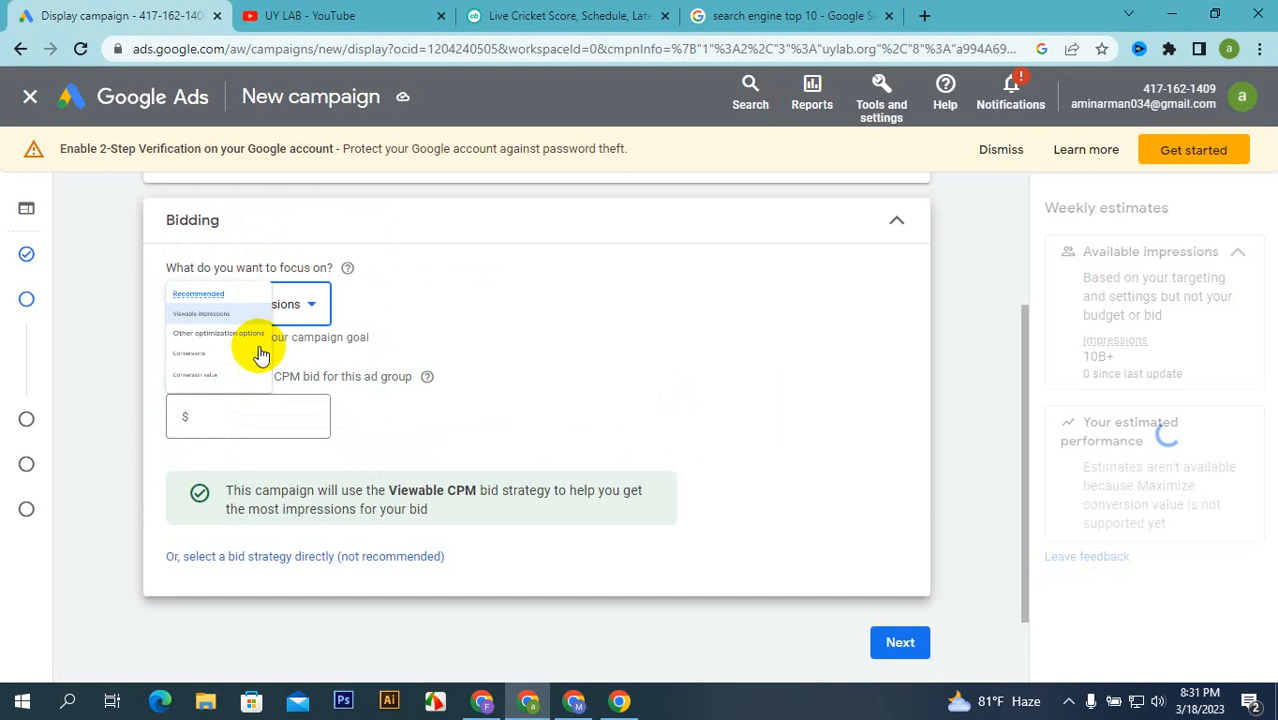 Display campaign - 417-162-140
UY LAB - YouTube
Live Cricket Score, Schedule, Late
search engine top 10 - Google Se
ads.google.com/aw/campaigns/new/display?ocid=1204240505&workspaceId=0&cmpnInfo=%7B"1"%3A2%2C"3"%3A"uylab.org"%2C"8"%3A"a994A69...
Google Ads
New campaign
Search
Reports
Tools and
settings
Help
Notifications
417-162-1409
aminarman034@gmail.com
a
Enable 2-Step Verification on your Google account - Protect your Google account against password theft.
Dismiss
Learn more
Get started
Bidding
What do you want to focus on?
Recommended
Viewable impressions
sions
Other optimization options
our campaign goal
Conversions
Conversion value
CPM bid for this ad group
$
This campaign will use the Viewable CPM bid strategy to help you get
the most impressions for your bid
Or, select a bid strategy directly (not recommended)
Next
Weekly estimates
Available impressions
Based on your targeting
and settings but not your
budget or bid
Impressions
10B+
0 since last update
Your estimated
performance
Estimates aren't available
because Maximize
conversion value is not
supported yet
Leave feedback
81°F Haze
8:31 PM
3/18/2023